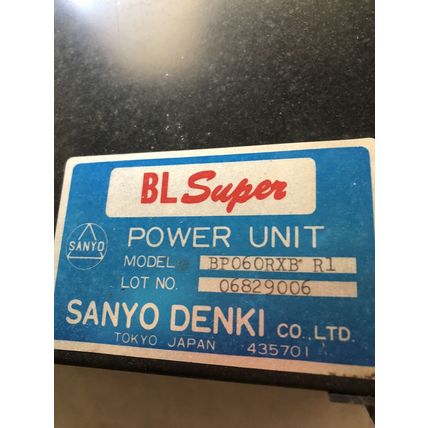 BL Super
SANYO
POWER UNIT
MODEL BP060RXB R1
LOT NO. 06829006
SANYO DENKI CO.,LTD.
TOKYO JAPAN 435701